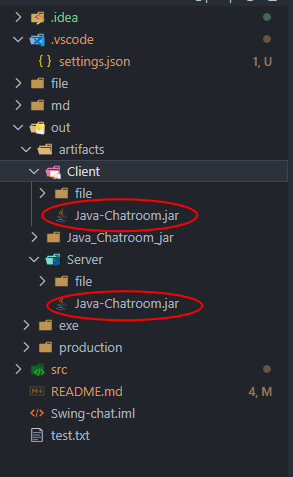 .idea
.vscode
{ } settings.json 1, U
file
md
out
artifacts
Client
file
Java-Chatroom.jar
Java_Chatroom_jar
Server
file
Java-Chatroom.jar
exe
production
src
README.md 4, M
Swing-chat.iml
test.txt